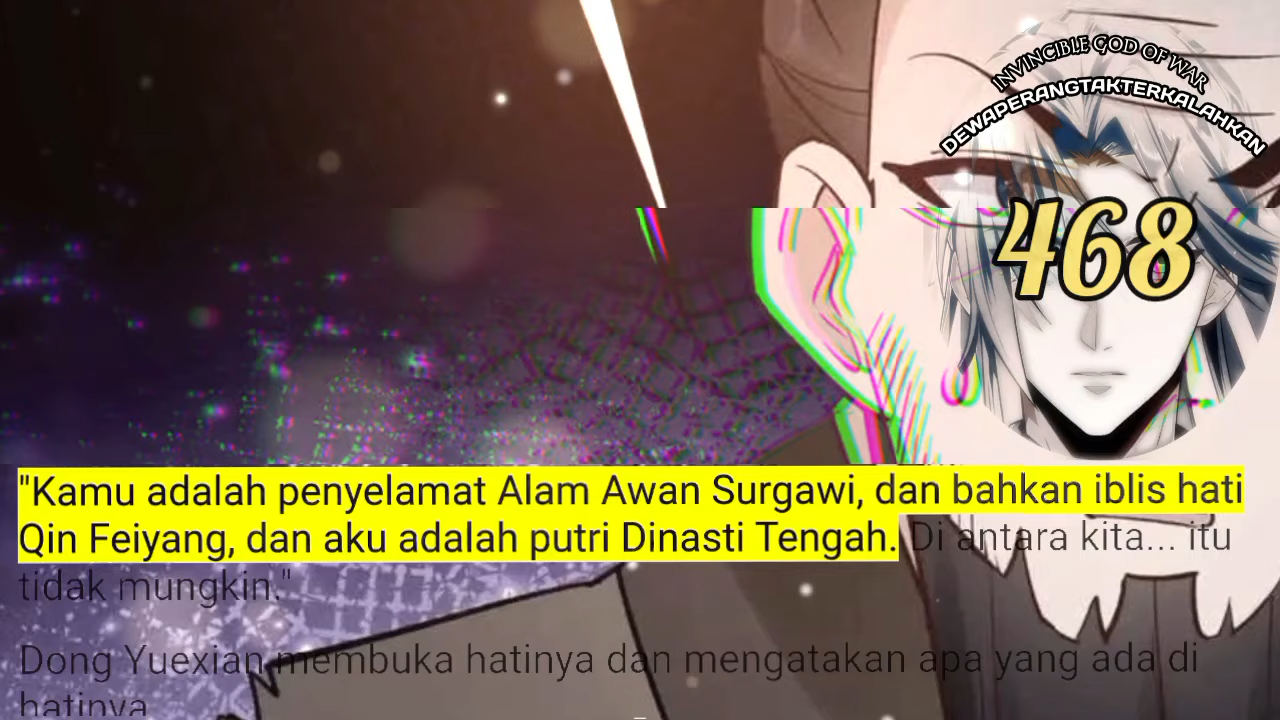 INVINCIBLE GOD OF WAR
DEWAPERANGTAKTERKALAHKAN
468
"Kamu adalah penyelamat Alam Awan Surgawi, dan bahkan iblis hati
Qin Feiyang, dan aku adalah putri Dinasti Tengah. Di antara kita... itu
tidak mungkin."
Dong Yuexian membuka hatinya dan mengatakan apa yang ada di
hatinya